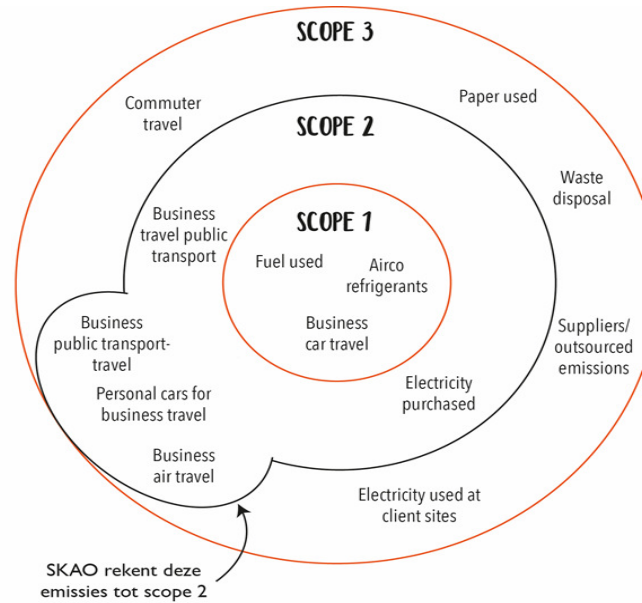 SCOPE 3
Commuter
travel
Paper used
SCOPE 2
Waste
disposal
Business
travel public
transport
SCOPE 1
Fuel used
Airco
refrigerants
Business
car travel
Business
public transport-
travel
Suppliers/
outsourced
emissions
Personal cars for
business travel
Electricity
purchased
Business
air travel
Electricity used at
client sites
SKAO rekent deze
emissies tot scope 2